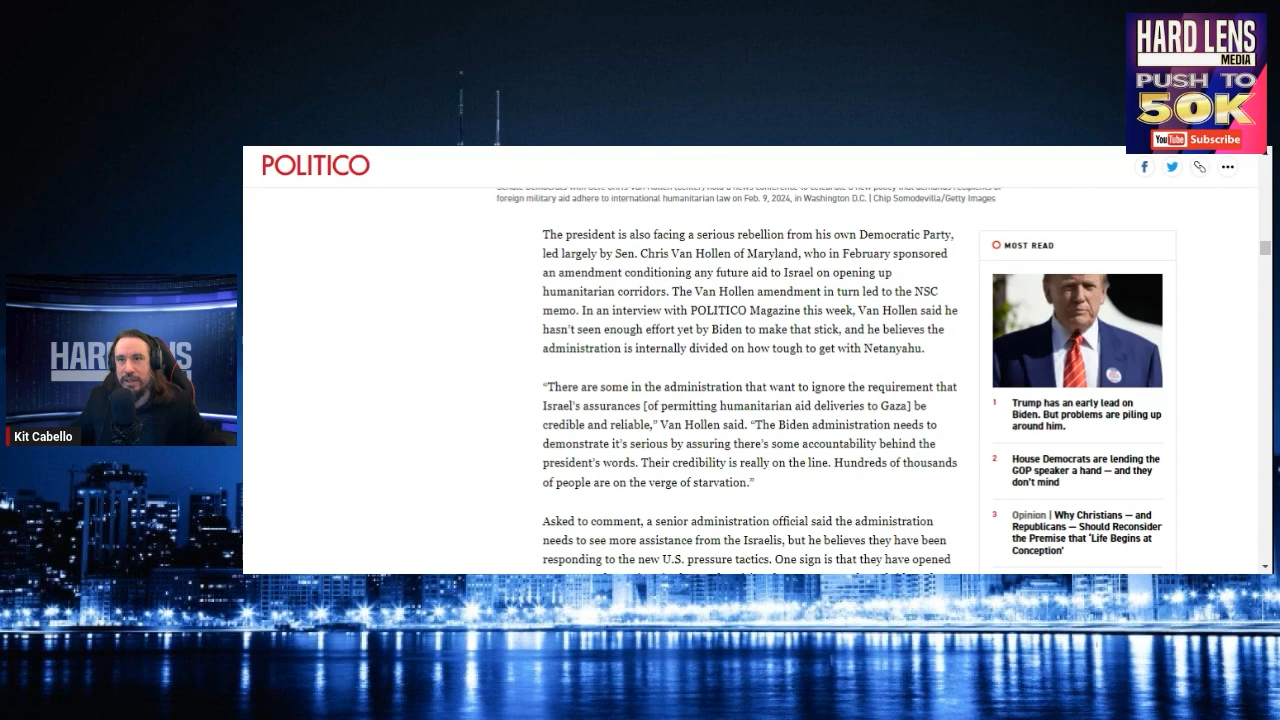 HARD LENS
MEDIA
PUSH TO
50K
YouTube Subscribe
POLITICO
foreign military aid adhere to international humanitarian law on Feb. 9, 2024, in Washington D.C. | Chip Somodevilla/Getty Images
The president is also facing a serious rebellion from his own Democratic Party,
led largely by Sen. Chris Van Hollen of Maryland, who in February sponsored
an amendment conditioning any future aid to Israel on opening up
humanitarian corridors. The Van Hollen amendment in turn led to the NSC
memo. In an interview with POLITICO Magazine this week, Van Hollen said he
hasn't seen enough effort yet by Biden to make that stick, and he believes the
administration is internally divided on how tough to get with Netanyahu.
“There are some in the administration that want to ignore the requirement that
Israel’s assurances [of permitting humanitarian aid deliveries to Gaza] be
credible and reliable,” Van Hollen said. “The Biden administration needs to
demonstrate it’s serious by assuring there’s some accountability behind the
president’s words. Their credibility is really on the line. Hundreds of thousands
of people are on the verge of starvation.”
Asked to comment, a senior administration official said the administration
needs to see more assistance from the Israelis, but he believes they have been
responding to the new U.S. pressure tactics. One sign is that they have opened
MOST READ
1 Trump has an early lead on
Biden. But problems are piling up
around him.
2 House Democrats are lending the
GOP speaker a hand — and they
don’t mind
3 Opinion | Why Christians — and
Republicans — Should Reconsider
the Premise that ‘Life Begins at
Conception’
Kit Cabello